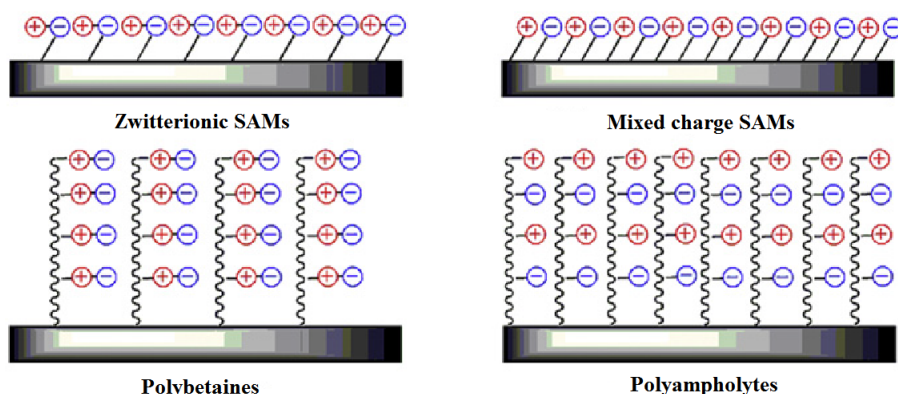 Zwitterionic SAMs
Mixed charge SAMs
Polybetaines
Polyampholytes